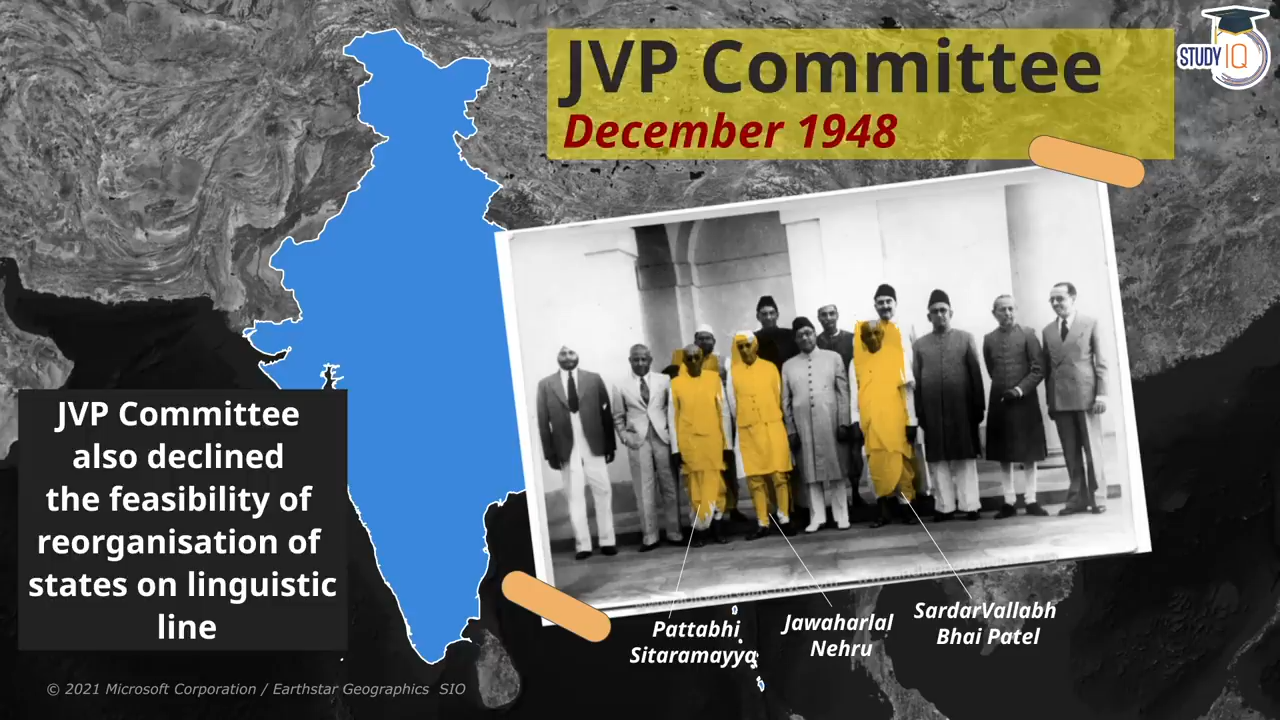 JVP Committee
December 1948
STUDY IQ
JVP Committee
also declined
the feasibility of
reorganisation of
states on linguistic
line
Pattabhi
Sitaramayya
Jawaharlal
Nehru
SardarVallabh
Bhai Patel
© 2021 Microsoft Corporation / Earthstar Geographics SIO